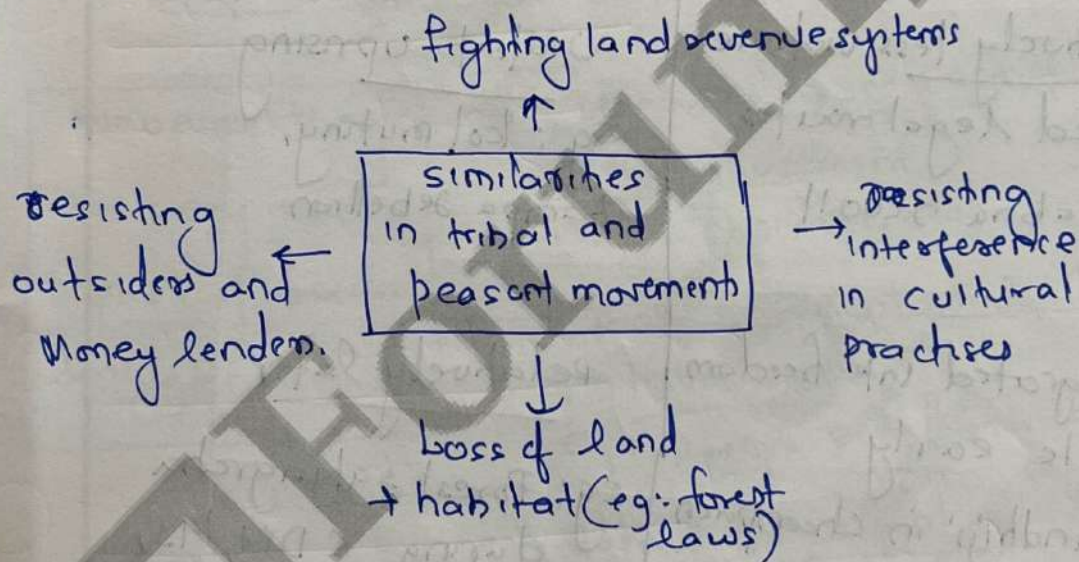 fighting land revenue systems
similarities
in tribal and
peasant movements
resisting
outsiders and
Money lenders.
resisting
interference
in cultural
practises
Loss of land
+ habitat (eg: forest
laws)
Forum